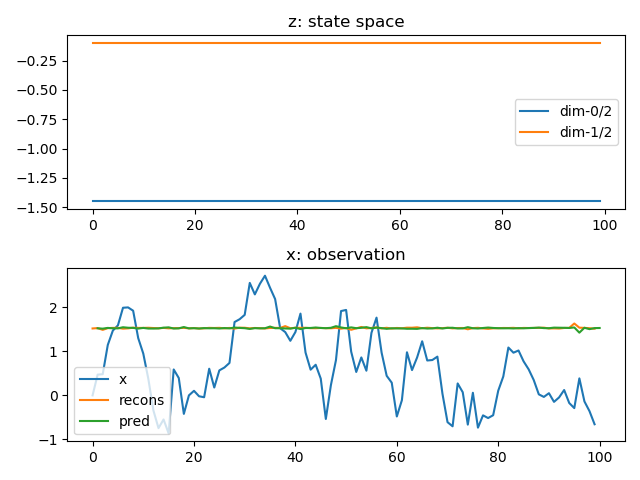 z: state space
−0.25
−0.50
−0.75
−1.00
−1.25
−1.50
dim-0/2
dim-1/2
0 20 40 60 80 100
x: observation
2
1
0
−1
x
recons
pred
0 20 40 60 80 100